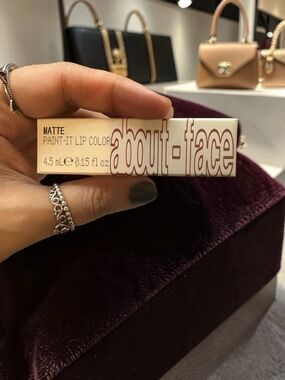 MATTE
PAINT-IT LIP COLOR
4.5 mL ℮ 0.15 fl oz
about-face